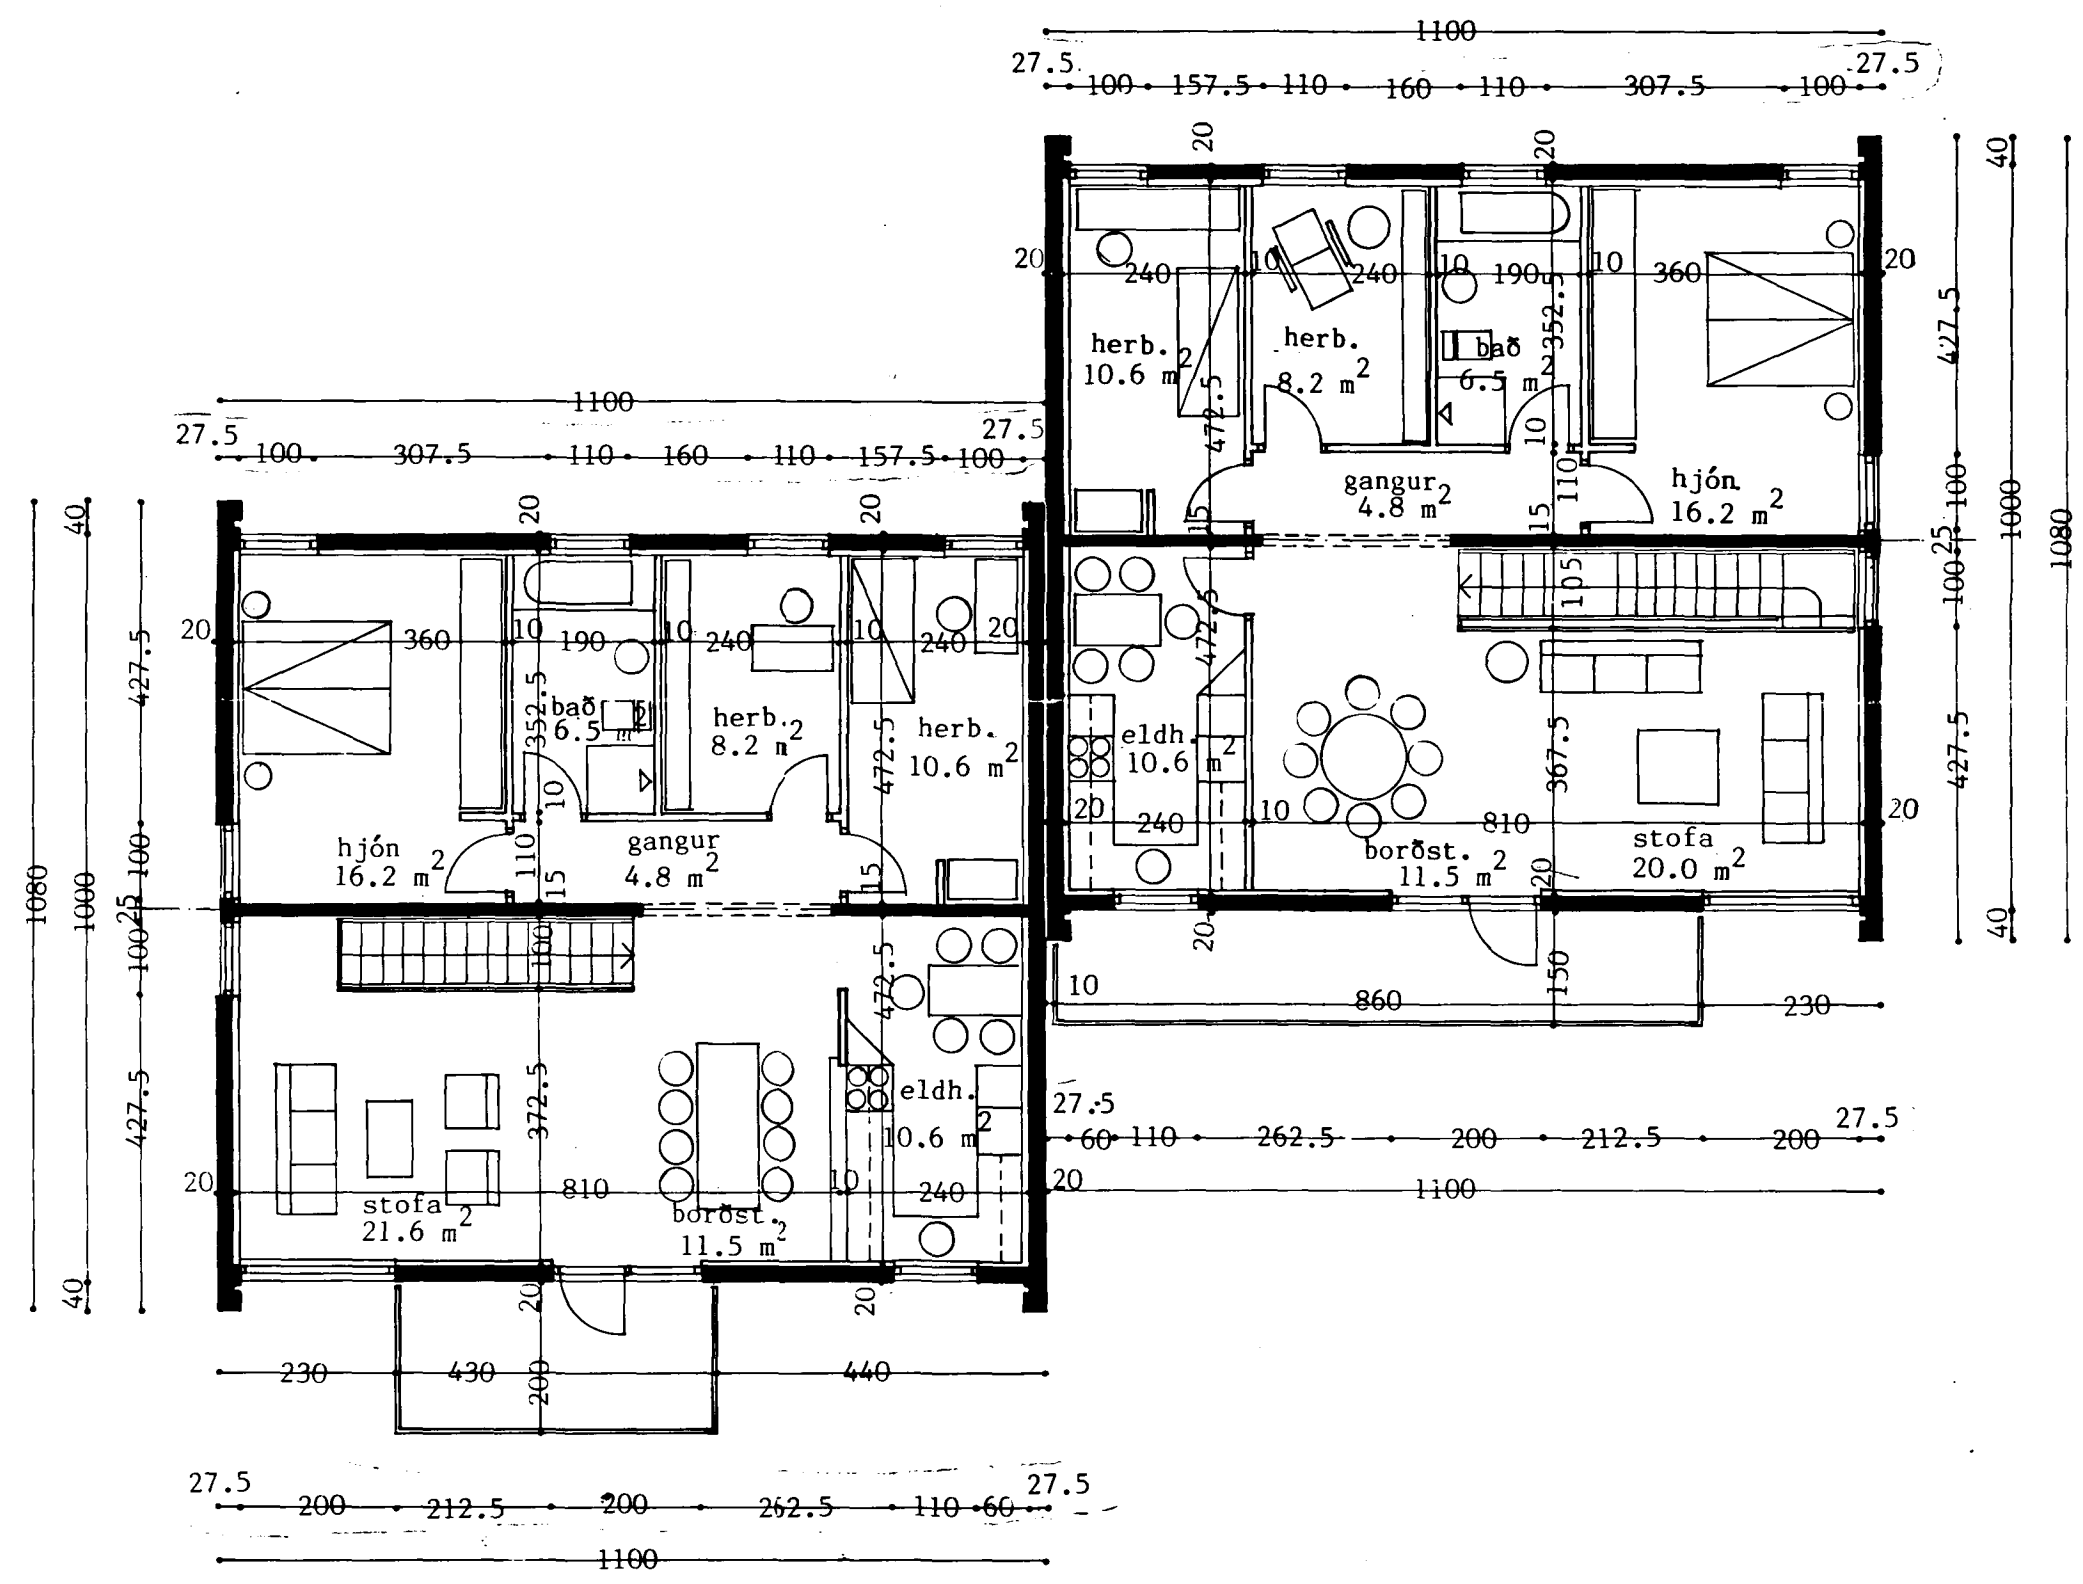 1100
27.5 27.5
100 157.5 110 160 110 307.5 100
20 20
40
20 240 10 240 10 190 10 360 20
352.5
427.5
herb.
10.6 m2
herb.
8.2 m2
bað
6.5 m2
472.5
10
110
15
15
gangur
4.8 m2
hjón
16.2 m2
100
25
100
1000
1080
105
472.5
eldh.
10.6 m2
367.5
427.5
20 240 10 810 20
borðst.
11.5 m2
stofa
20.0 m2
20
20
40
150
10 860 230
27.5 27.5
60 110 262.5 200 212.5 200
20 1100
1100
27.5 27.5
100 307.5 110 160 110 157.5 100
20 20
40
20 360 10 190 10 240 10 240 20
427.5
352.5
bað
6.5 m2
herb.
8.2 m2
herb.
10.6 m2
472.5
10
110
15
15
hjón
16.2 m2
gangur
4.8 m2
100
25
100
1000
1080
100
472.5
372.5
427.5
eldh.
10.6 m2
20 810 10 240
stofa
21.6 m2
borðst.
11.5 m2
40
20
20
230 430 440
200
27.5 27.5
200 212.5 200 262.5 110 60
1100